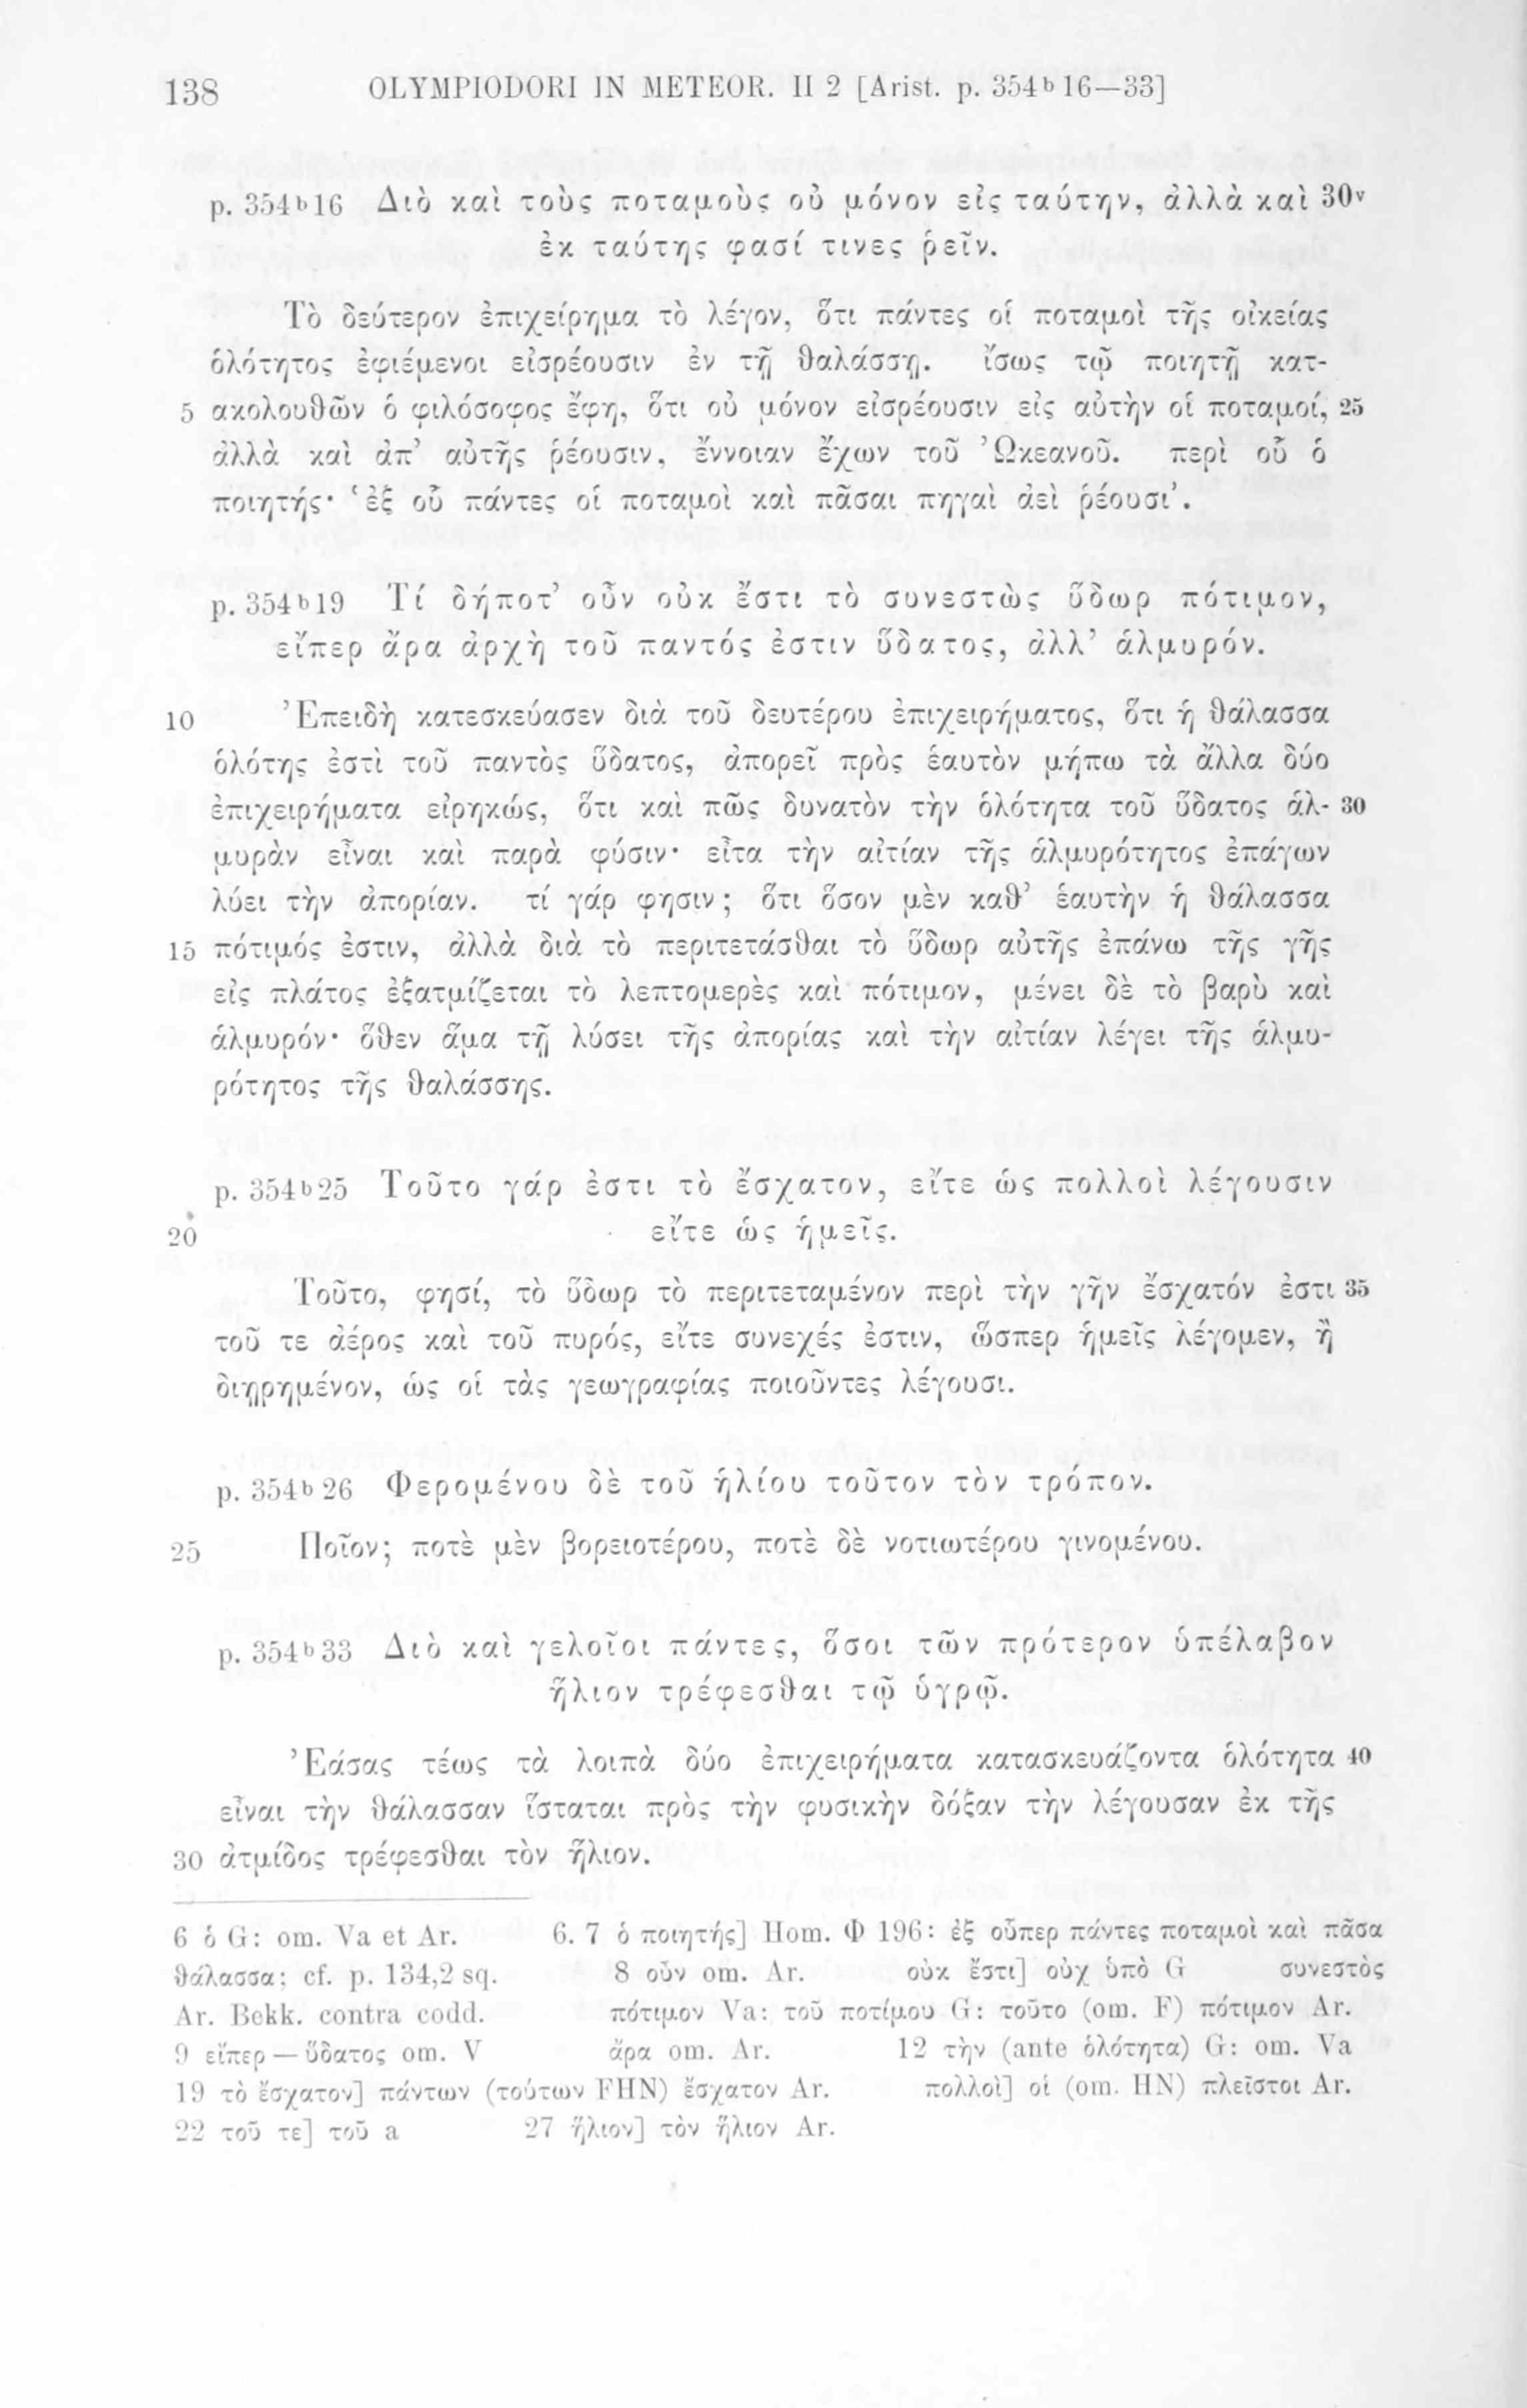 138 OLYMPIODORI IN METEOR. II 2 [Arist. p. 354ᵇ16—33]
p. 354ᵇ16 Διὸ καὶ τοὺς ποταμοὺς οὐ μόνον εἰς ταύτην, ἀλλὰ καὶ 30ᵛ
ἐκ ταύτης φασί τινες ῥεῖν.
Τὸ δεύτερον ἐπιχείρημα τὸ λέγον, ὅτι πάντες οἱ ποταμοὶ τῆς οἰκείας
ὁλότητος ἐφιέμενοι εἰσρέουσιν ἐν τῇ θαλάσσῃ. ἴσως τῷ ποιητῇ κατ-
5 ακολουθῶν ὁ φιλόσοφος ἔφη, ὅτι οὐ μόνον εἰσρέουσιν εἰς αὐτὴν οἱ ποταμοί, 25
ἀλλὰ καὶ ἀπ’ αὐτῆς ῥέουσιν, ἔννοιαν ἔχων τοῦ Ὠκεανοῦ. περὶ οὗ ὁ
ποιητής· ‘ἐξ οὗ πάντες οἱ ποταμοὶ καὶ πᾶσαι πηγαὶ ἀεὶ ῥέουσι’.
p. 354ᵇ19 Τί δήποτ’ οὖν οὐκ ἔστι τὸ συνεστὼς ὕδωρ πότιμον,
εἴπερ ἄρα ἀρχὴ τοῦ παντός ἐστιν ὕδατος, ἀλλ’ ἁλμυρόν.
10 Ἐπειδὴ κατεσκεύασεν διὰ τοῦ δευτέρου ἐπιχειρήματος, ὅτι ἡ θάλασσα
ὁλότης ἐστὶ τοῦ παντὸς ὕδατος, ἀπορεῖ πρὸς ἑαυτὸν μήπω τὰ ἄλλα δύο
ἐπιχειρήματα εἰρηκώς, ὅτι καὶ πῶς δυνατὸν τὴν ὁλότητα τοῦ ὕδατος ἁλ- 30
μυρὰν εἶναι καὶ παρὰ φύσιν· εἶτα τὴν αἰτίαν τῆς ἁλμυρότητος ἐπάγων
λύει τὴν ἀπορίαν. τί γάρ φησιν; ὅτι ὅσον μὲν καθ’ ἑαυτὴν ἡ θάλασσα
15 πότιμός ἐστιν, ἀλλὰ διὰ τὸ περιτετάσθαι τὸ ὕδωρ αὐτῆς ἐπάνω τῆς γῆς
εἰς πλάτος ἐξατμίζεται τὸ λεπτομερὲς καὶ πότιμον, μένει δὲ τὸ βαρὺ καὶ
ἁλμυρόν· ὅθεν ἅμα τῇ λύσει τῆς ἀπορίας καὶ τὴν αἰτίαν λέγει τῆς ἁλμυ-
ρότητος τῆς θαλάσσης.
p. 354ᵇ25 Τοῦτο γάρ ἐστι τὸ ἔσχατον, εἴτε ὡς πολλοὶ λέγουσιν
20 εἴτε ὡς ἡμεῖς.
Τοῦτο, φησί, τὸ ὕδωρ τὸ περιτεταμένον περὶ τὴν γῆν ἔσχατόν ἐστι 35
τοῦ τε ἀέρος καὶ τοῦ πυρός, εἴτε συνεχές ἐστιν, ὥσπερ ἡμεῖς λέγομεν, ἢ
διῃρημένον, ὡς οἱ τὰς γεωγραφίας ποιοῦντες λέγουσι.
p. 354ᵇ26 Φερομένου δὲ τοῦ ἡλίου τοῦτον τὸν τρόπον.
25 Ποῖον; ποτὲ μὲν βορειοτέρου, ποτὲ δὲ νοτιωτέρου γινομένου.
p. 354ᵇ33 Διὸ καὶ γελοῖοι πάντες, ὅσοι τῶν πρότερον ὑπέλαβον
ἥλιον τρέφεσθαι τῷ ὑγρῷ.
Ἐάσας τέως τὰ λοιπὰ δύο ἐπιχειρήματα κατασκευάζοντα ὁλότητα 40
εἶναι τὴν θάλασσαν ἵσταται πρὸς τὴν φυσικὴν δόξαν τὴν λέγουσαν ἐκ τῆς
30 ἀτμίδος τρέφεσθαι τὸν ἥλιον.
6 ὁ G: om. Va et Ar. 6. 7 ὁ ποιητής] Hom. Φ 196: ἐξ οὗπερ πάντες ποταμοὶ καὶ πᾶσα
θάλασσα; cf. p. 134,2 sq. 8 οὖν om. Ar. οὐκ ἔστι] οὐχ ὑπὸ G συνεστὸς
Ar. Bekk. contra codd. πότιμον Va: τοῦ ποτίμου G: τοῦτο (om. F) πότιμον Ar.
9 εἴπερ — ὕδατος om. V ἄρα om. Ar. 12 τὴν (ante ὁλότητα) G: om. Va
19 τὸ ἔσχατον] πάντων (τούτων FHN) ἔσχατον Ar. πολλοὶ] οἱ (om. HN) πλεῖστοι Ar.
22 τοῦ τε] τοῦ a 27 ἥλιον] τὸν ἥλιον Ar.